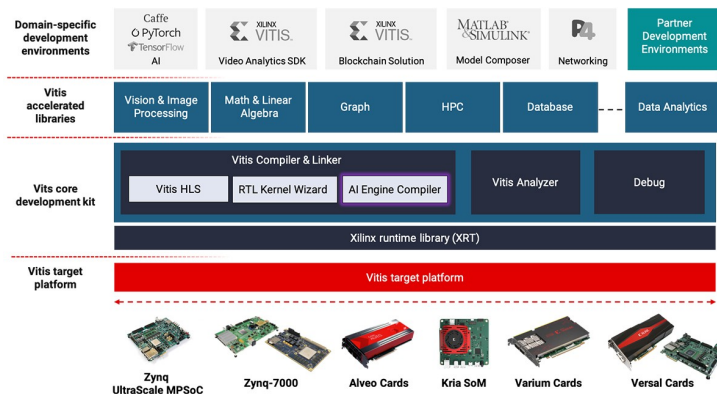 Domain-specific
development
environments
Caffe
PyTorch
TensorFlow
AI
XILINX
VITIS
Video Analytics SDK
XILINX
VITIS
Blockchain Solution
MATLAB
&SIMULINK
Model Composer
P4
Networking
Partner
Development
Environments
Vitis
accelerated
libraries
Vision & Image
Processing
Math & Linear
Algebra
Graph
HPC
Database
Data Analytics
Vits core
development kit
Vitis Compiler & Linker
Vitis HLS
RTL Kernel Wizard
AI Engine Compiler
Vitis Analyzer
Debug
Xilinx runtime library (XRT)
Vitis target
platform
Vitis target platform
Zynq
UltraScale MPSoC
Zynq-7000
Alveo Cards
Kria SoM
Varium Cards
Versal Cards